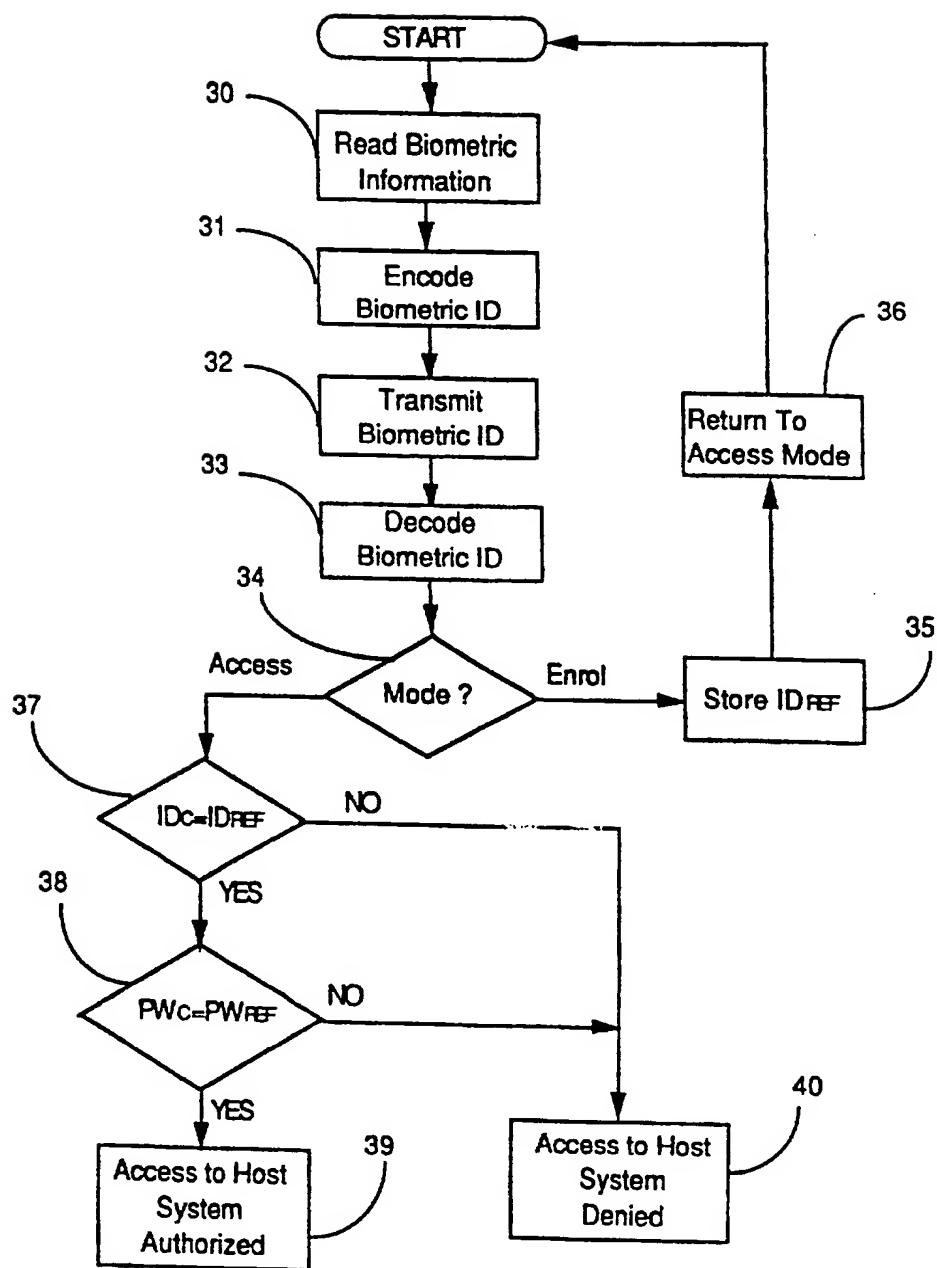 START
30
Read Biometric
Information
31
Encode
Biometric ID
32
Transmit
Biometric ID
36
Return To
Access Mode
33
Decode
Biometric ID
34
Mode ?
Access
Enrol
35
Store IDREF
37
IDC=IDREF
NO
YES
38
PWC=PWREF
NO
YES
39
Access to Host
System
Authorized
40
Access to Host
System
Denied